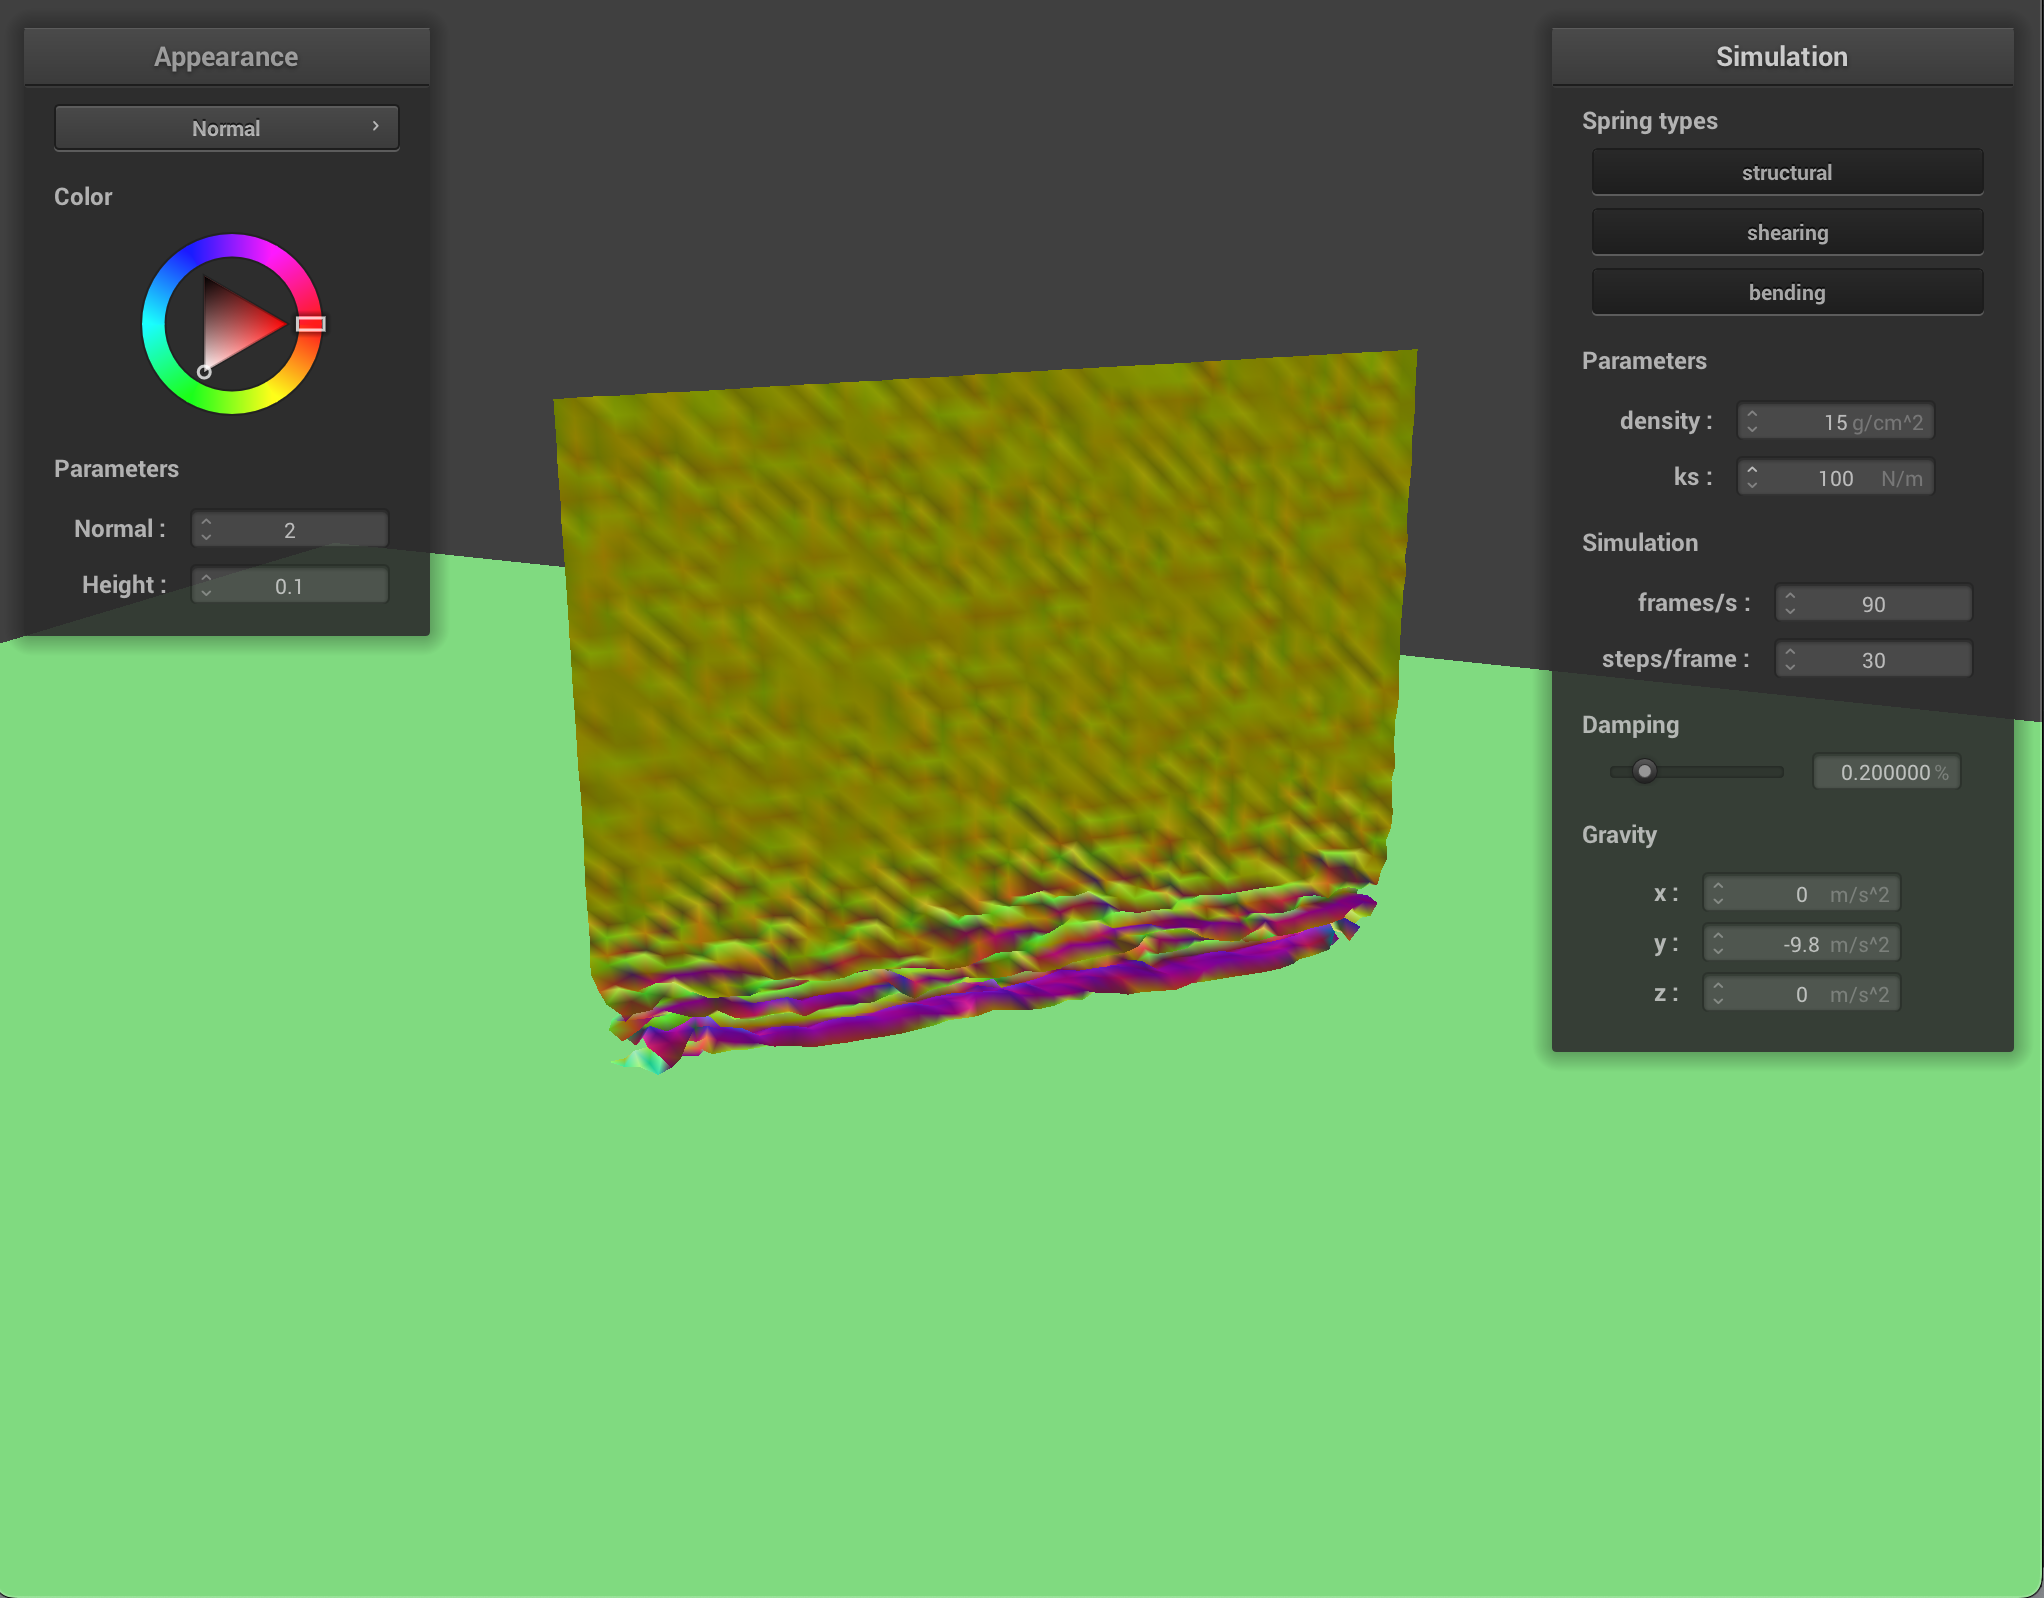 Appearance
Normal
Color
Parameters
Normal : 2
Height : 0.1
Simulation
Spring types
structural
shearing
bending
Parameters
density : 15 g/cm^2
ks : 100 N/m
Simulation
frames/s : 90
steps/frame : 30
Damping
0.200000 %
Gravity
x : 0 m/s^2
y : -9.8 m/s^2
z : 0 m/s^2